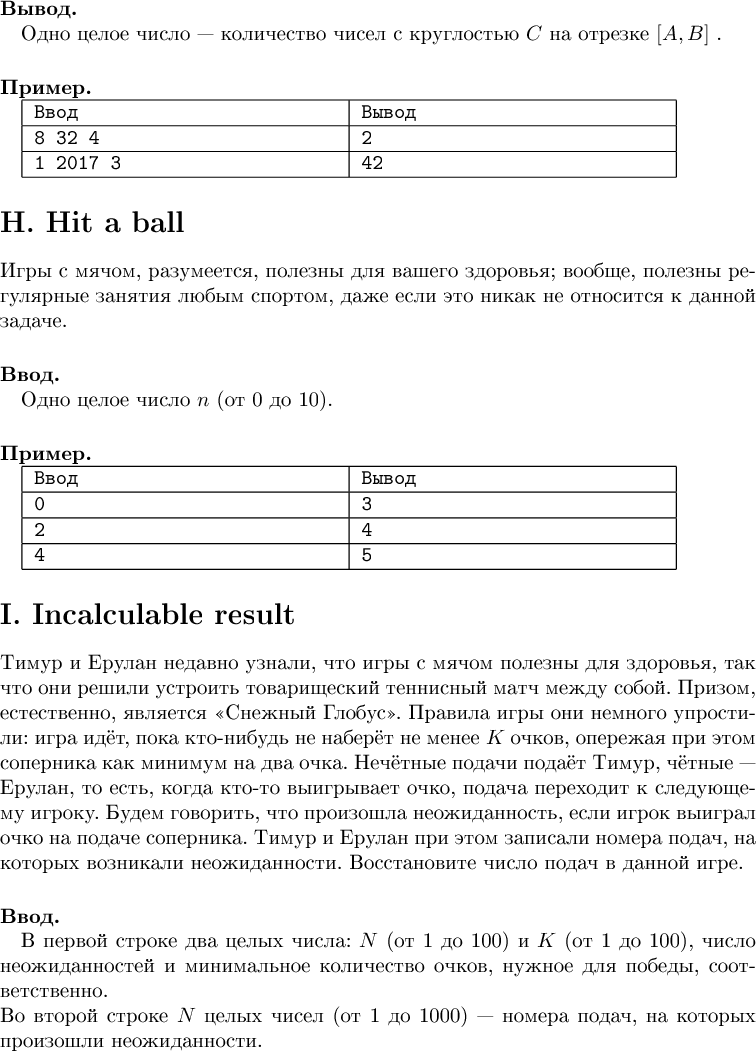 Вывод.
Одно целое число — количество чисел с круглостью C на отрезке [A, B] .
Пример.
Ввод Вывод
8 32 4 2
1 2017 3 42
H. Hit a ball
Игры с мячом, разумеется, полезны для вашего здоровья; вообще, полезны ре-
гулярные занятия любым спортом, даже если это никак не относится к данной
задаче.
Ввод.
Одно целое число n (от 0 до 10).
Пример.
Ввод Вывод
0 3
2 4
4 5
I. Incalculable result
Тимур и Ерулан недавно узнали, что игры с мячом полезны для здоровья, так
что они решили устроить товарищеский теннисный матч между собой. Призом,
естественно, является «Снежный Глобус». Правила игры они немного упрости-
ли: игра идёт, пока кто-нибудь не наберёт не менее K очков, опережая при этом
соперника как минимум на два очка. Нечётные подачи подаёт Тимур, чётные —
Ерулан, то есть, когда кто-то выигрывает очко, подача переходит к следующе-
му игроку. Будем говорить, что произошла неожиданность, если игрок выиграл
очко на подаче соперника. Тимур и Ерулан при этом записали номера подач, на
которых возникали неожиданности. Восстановите число подач в данной игре.
Ввод.
В первой строке два целых числа: N (от 1 до 100) и K (от 1 до 100), число
неожиданностей и минимальное количество очков, нужное для победы, соот-
ветственно.
Во второй строке N целых чисел (от 1 до 1000) — номера подач, на которых
произошли неожиданности.